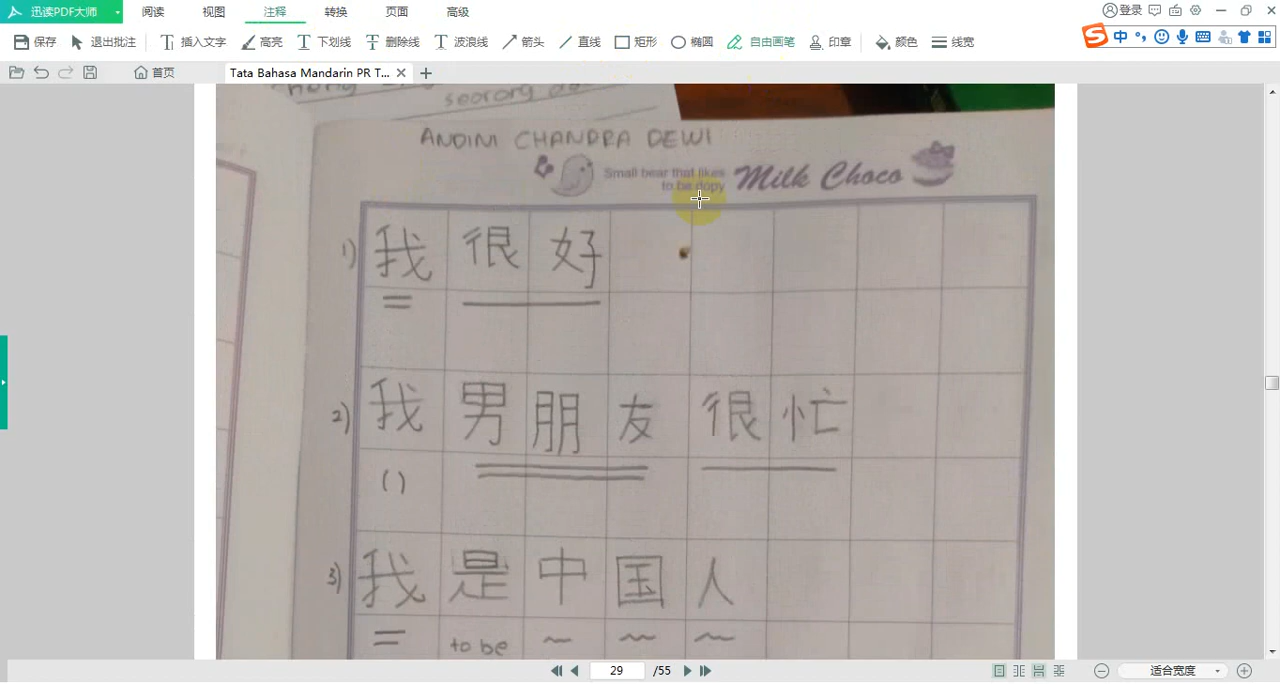 迅读PDF大师 阅读 视图 注释 转换 页面 高级 登录
保存 退出批注 插入文字 高亮 下划线 删除线 波浪线 箭头 直线 矩形 椭圆 自由画笔 印章 颜色 线宽 中
首页 Tata Bahasa Mandarin PR T...
ANDINI CHANDRA DEWI
Small bear that likes
to be copy
Milk Choco
1) 我很好
2) 我男朋友很忙
( )
3) 我是中国人
to be
29 /55 适合宽度